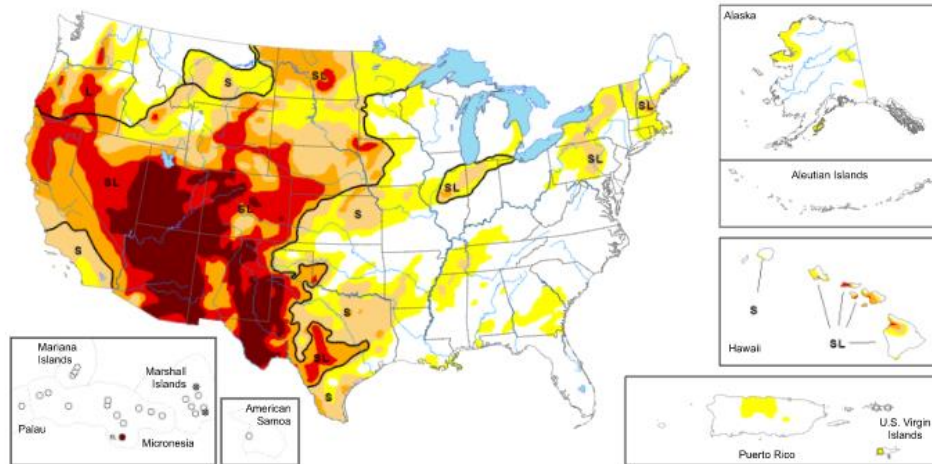 Alaska
Aleutian Islands
S
SL
L
SL
SL
S
SL
SL
S
S
SL
S
SL
S
S
SL
Hawaii
Mariana
Islands
Marshall
Islands
Palau
Micronesia
American
Samoa
U.S. Virgin
Islands
Puerto Rico